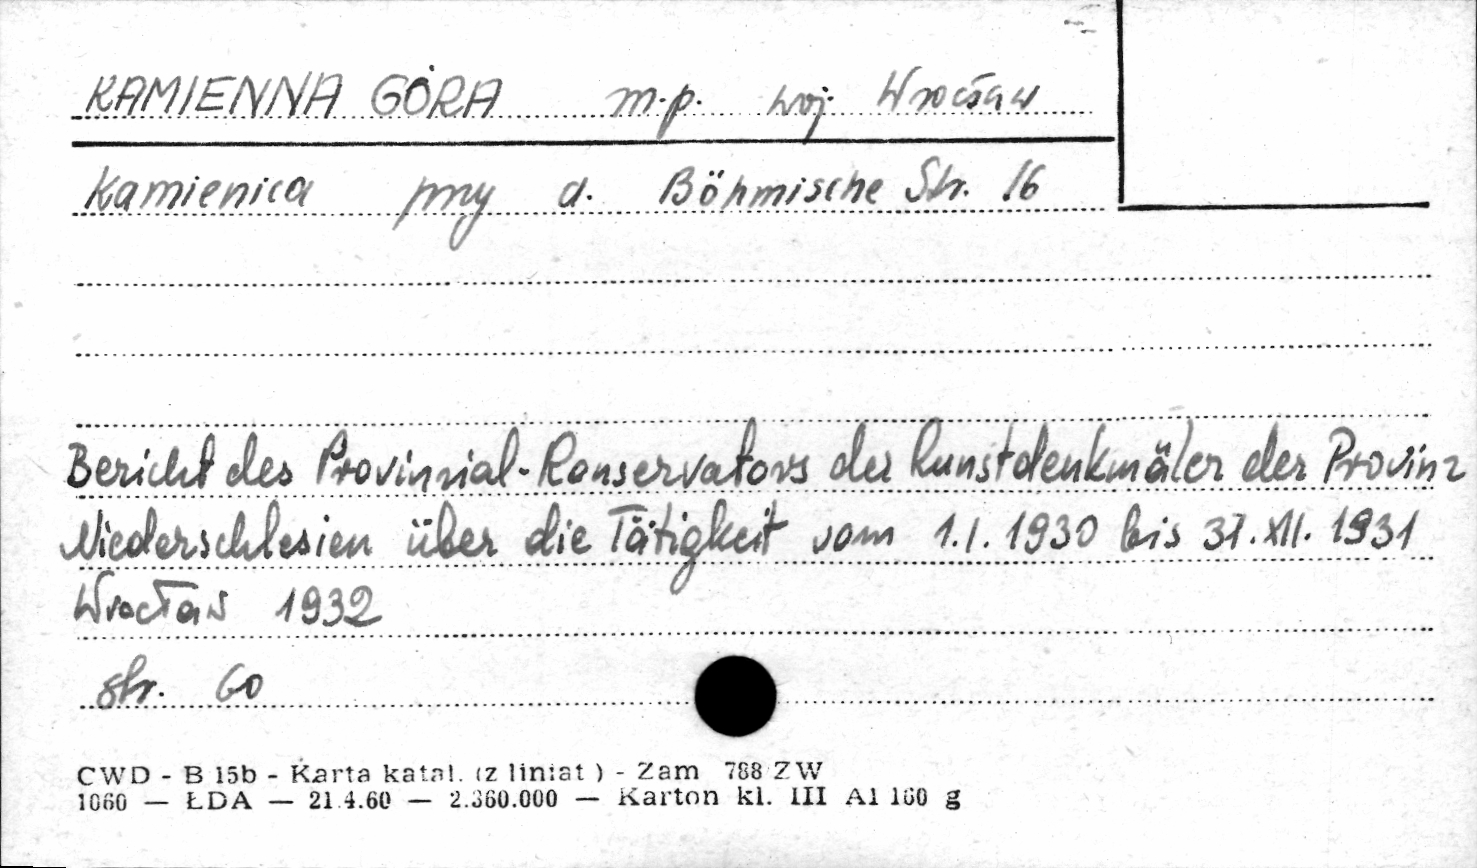 KAMIENNA GÓRA m.p. woj. Wrocław
Kamienica przy d. Böhmische Str. 16
Bericht des Provinzial-Konservators der Kunstdenkmäler der Provinz
Niederschlesien über die Tätigkeit vom 1.I.1930 bis 31.XII.1931
Wrocław 1932
str. 60
CWD - B 15b - Karta katal. (z liniat) - Zam 788 ZW
1060 — ŁDA — 21.4.60 — 2.360.000 — Karton kl. III A1 160 g